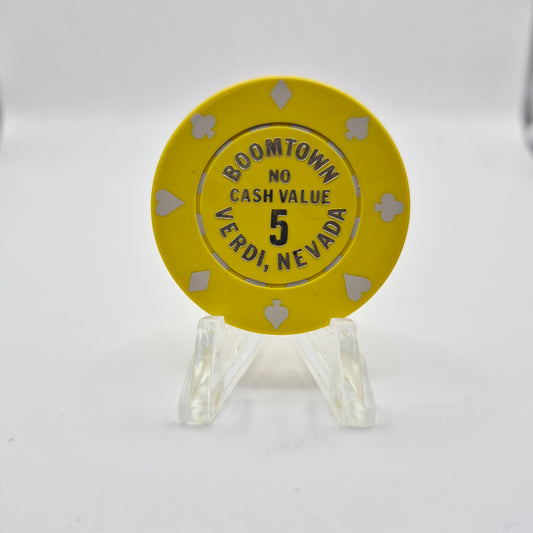 BOOMTOWN
NO
CASH VALUE
5
VERDI, NEVADA